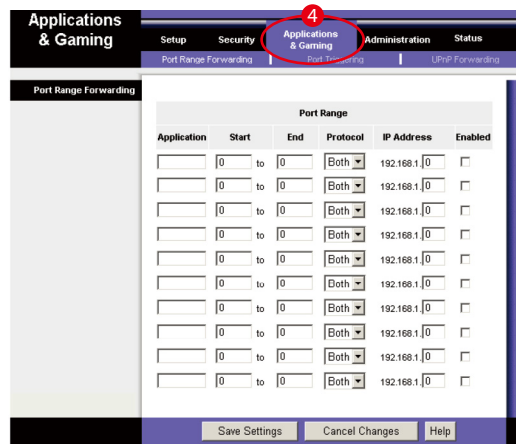 4
Applications
& Gaming
Setup Security Applications & Gaming Administration Status
Port Range Forwarding Port Triggering UPnP Forwarding
Port Range Forwarding
Port Range
Application Start End Protocol IP Address Enabled
0 to 0 Both 192.168.1. 0
0 to 0 Both 192.168.1. 0
0 to 0 Both 192.168.1. 0
0 to 0 Both 192.168.1. 0
0 to 0 Both 192.168.1. 0
0 to 0 Both 192.168.1. 0
0 to 0 Both 192.168.1. 0
0 to 0 Both 192.168.1. 0
0 to 0 Both 192.168.1. 0
0 to 0 Both 192.168.1. 0
Save Settings Cancel Changes Help